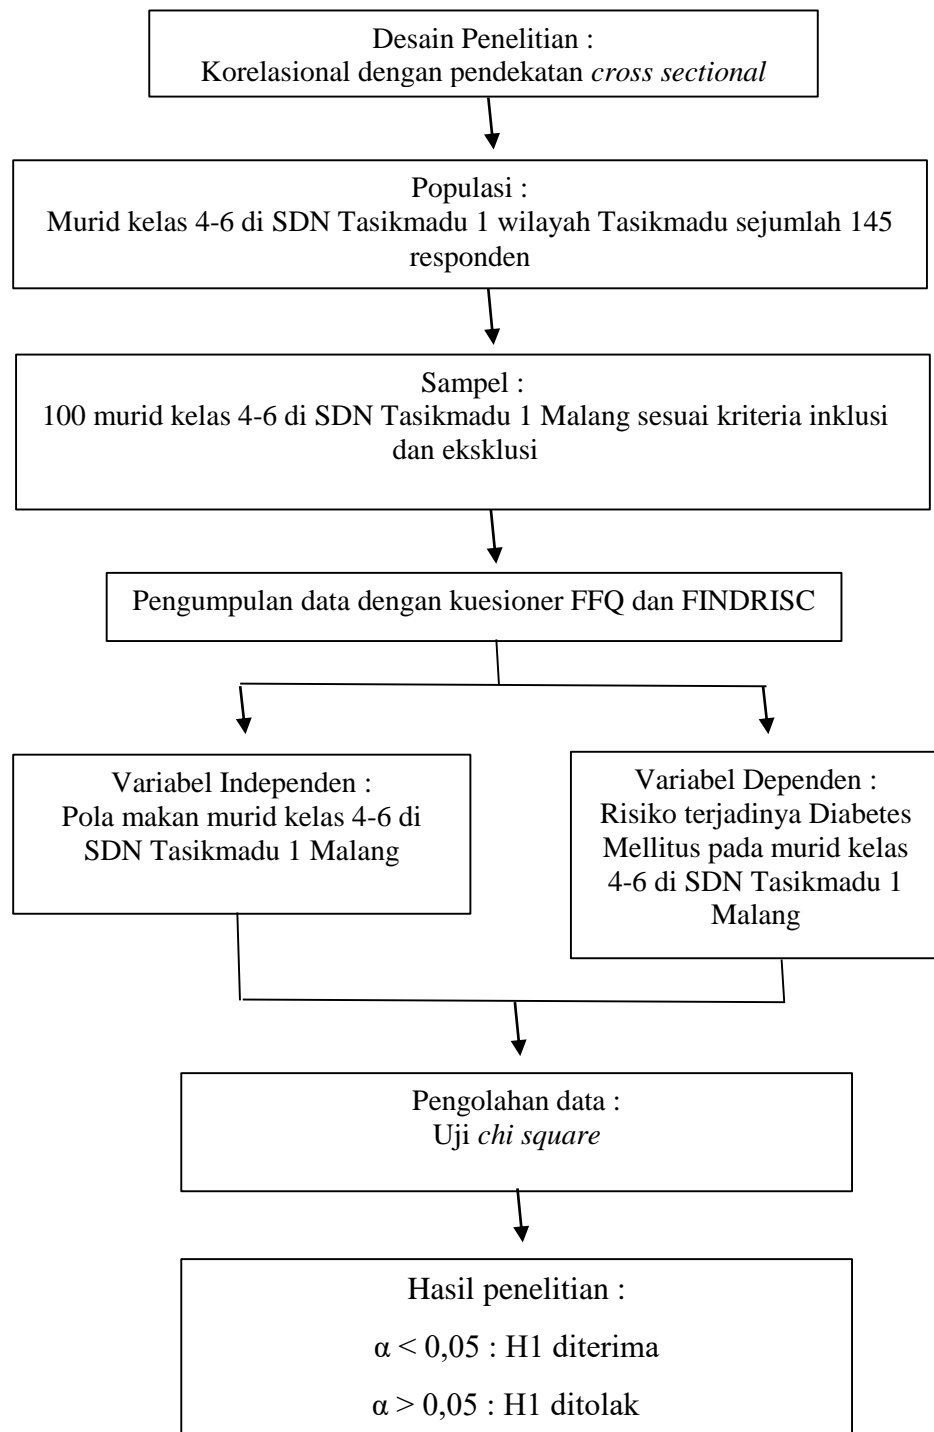 Desain Penelitian :
Korelasional dengan pendekatan cross sectional
Populasi :
Murid kelas 4-6 di SDN Tasikmadu 1 wilayah Tasikmadu sejumlah 145
responden
Sampel :
100 murid kelas 4-6 di SDN Tasikmadu 1 Malang sesuai kriteria inklusi
dan eksklusi
Pengumpulan data dengan kuesioner FFQ dan FINDRISC
Variabel Independen :
Pola makan murid kelas 4-6 di
SDN Tasikmadu 1 Malang
Variabel Dependen :
Risiko terjadinya Diabetes
Mellitus pada murid kelas
4-6 di SDN Tasikmadu 1
Malang
Pengolahan data :
Uji chi square
Hasil penelitian :
α < 0,05 : H1 diterima
α > 0,05 : H1 ditolak